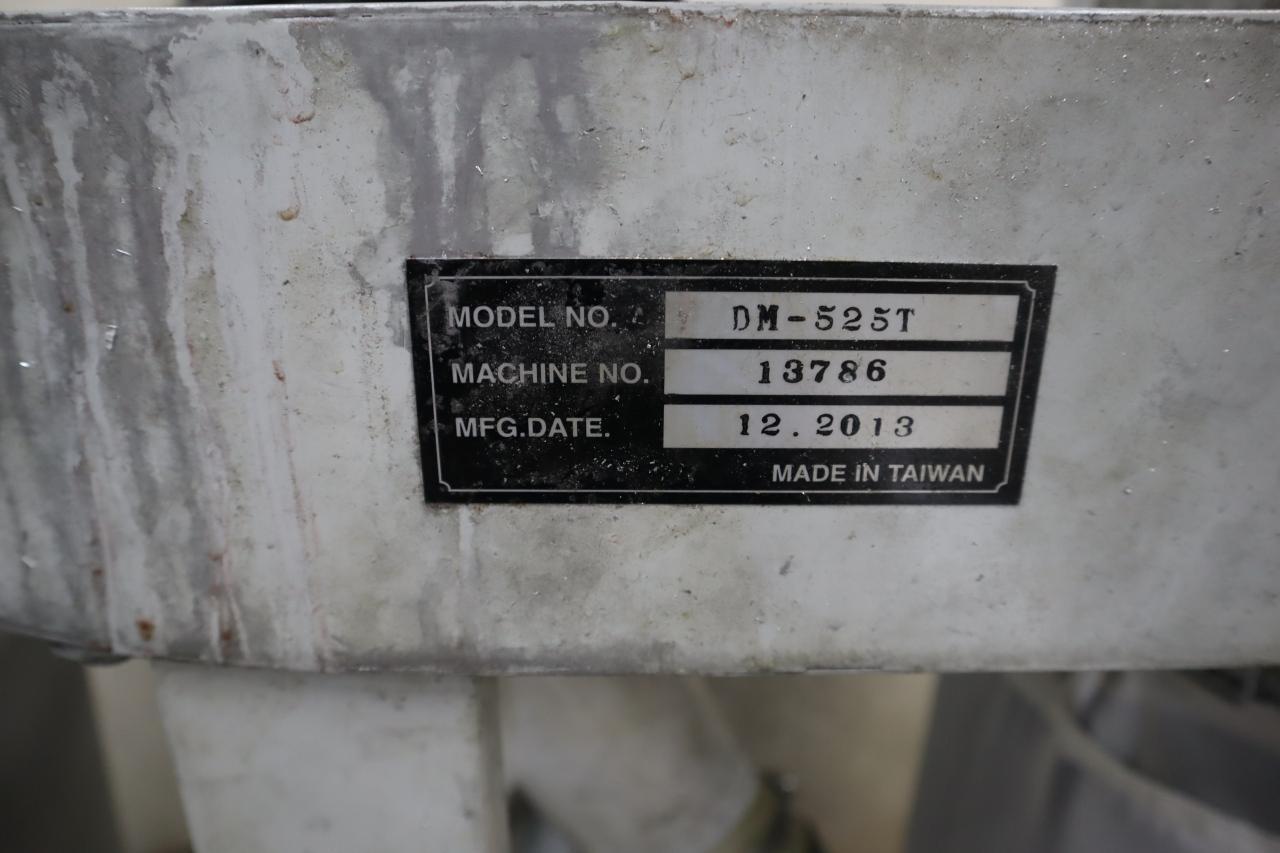 MODEL NO. DM-525T
MACHINE NO. 13786
MFG.DATE. 12.2013
MADE IN TAIWAN